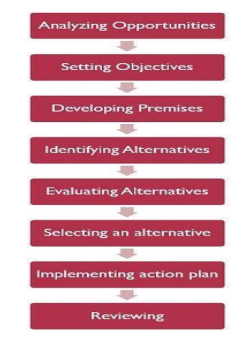 Analyzing Opportunities
Setting Objectives
Developing Premises
Identifying Alternatives
Evaluating Alternatives
Selecting an alternative
Implementing action plan
Reviewing